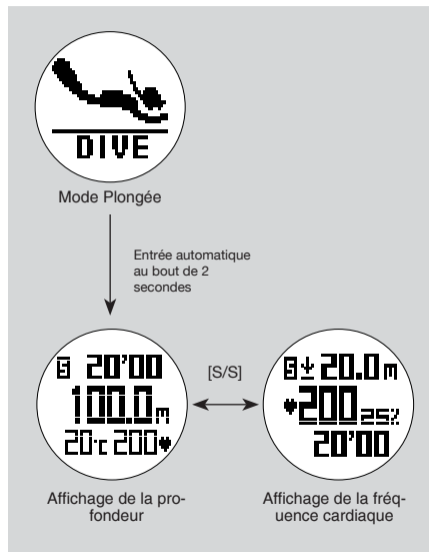 DIVE
Mode Plongée
Entrée automatique
au bout de 2
secondes
S 20'00
100.0m
20°c 200♥
[S/S]
S 20.0m
♥200 25%
20'00
Affichage de la pro-
fondeur
Affichage de la fréq-
uence cardiaque